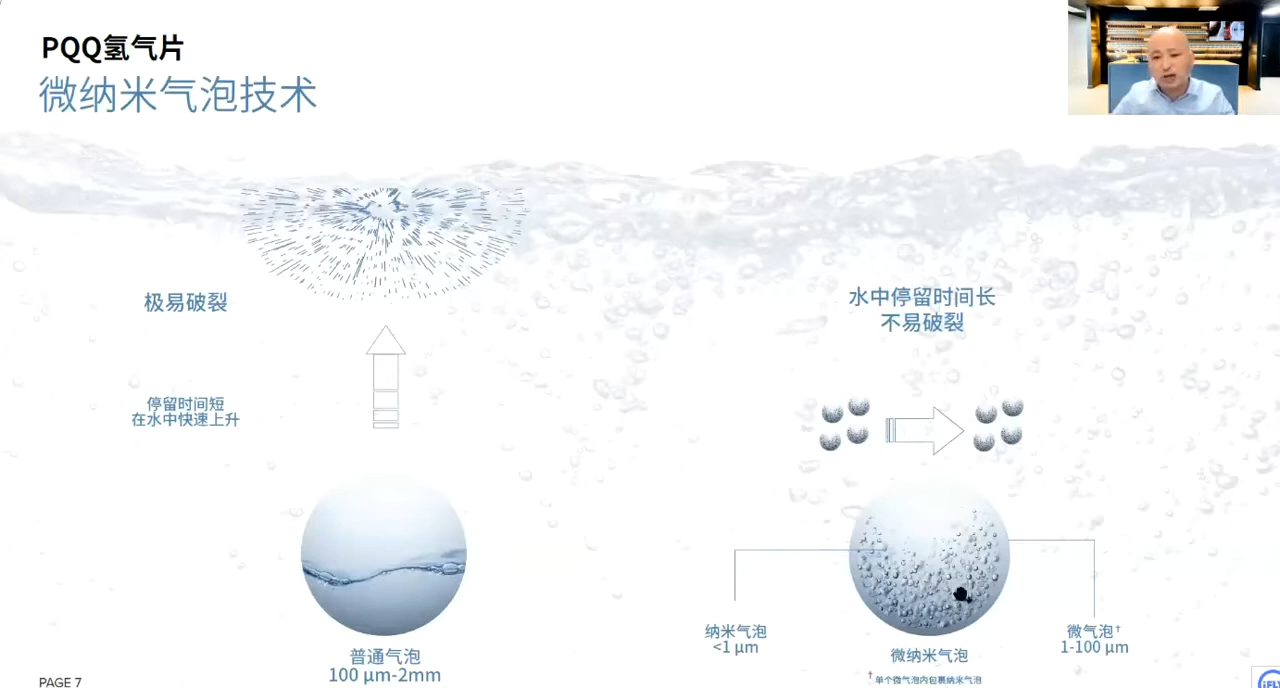 PQQ氢气片
微纳米气泡技术
极易破裂
停留时间短
在水中快速上升
普通气泡
100 μm-2mm
水中停留时间长
不易破裂
纳米气泡
<1 μm
微气泡†
1-100 μm
微纳米气泡
† 单个微气泡内包裹纳米气泡
PAGE 7